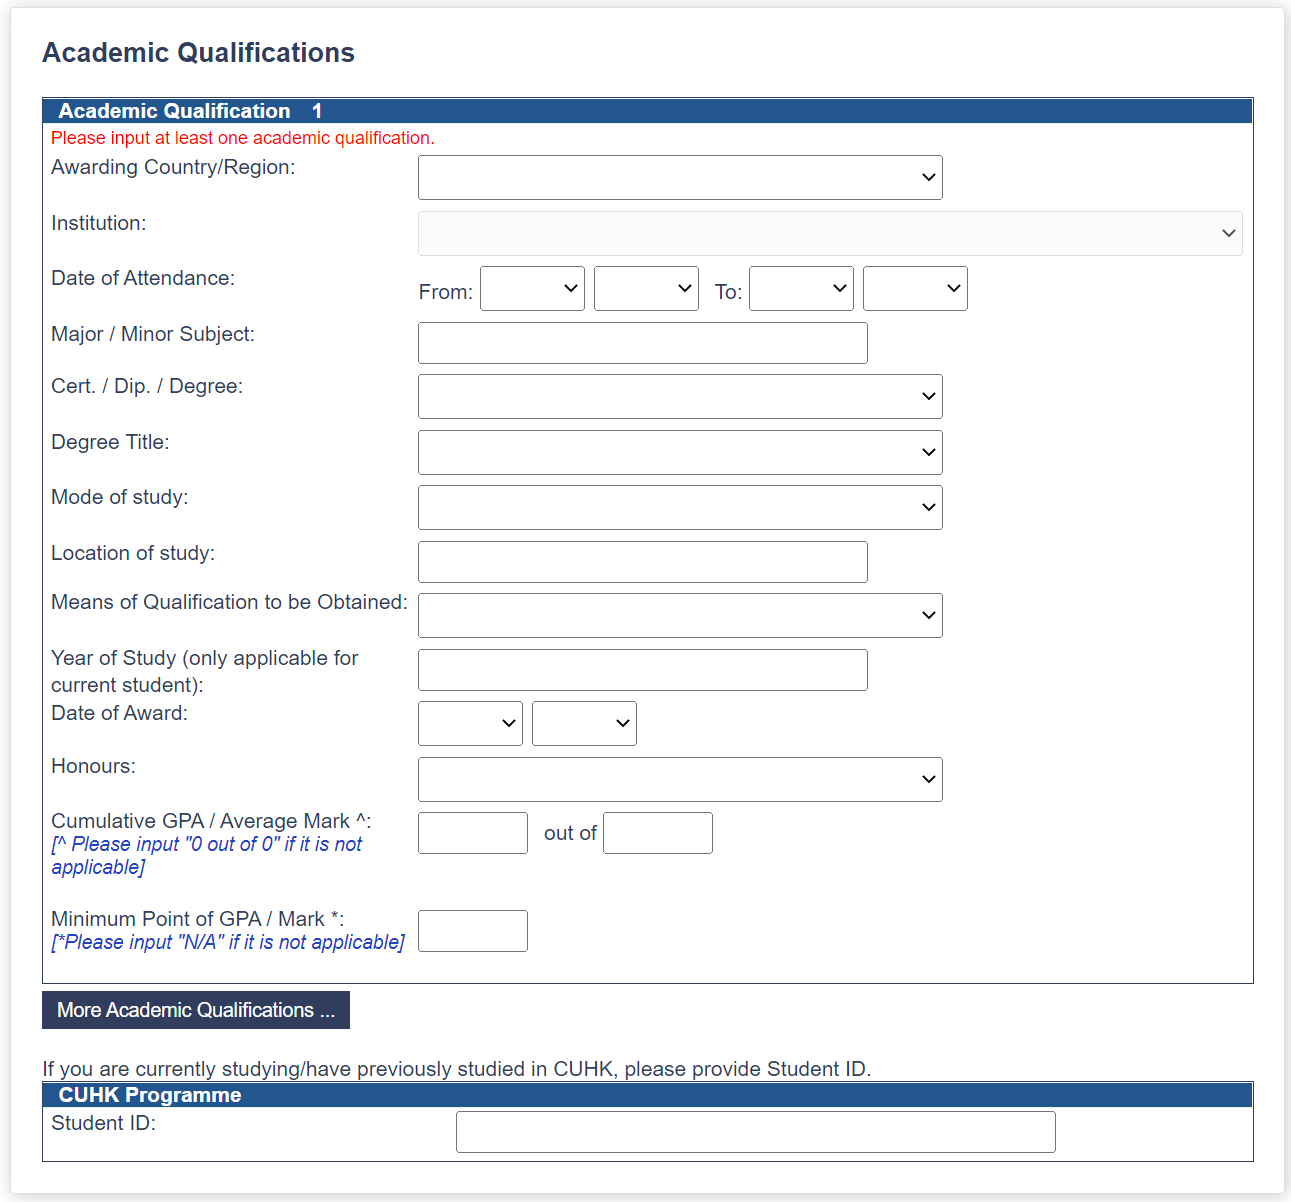 Academic Qualifications
Academic Qualification 1
Please input at least one academic qualification.
Awarding Country/Region:
Institution:
Date of Attendance:
From: To:
Major / Minor Subject:
Cert. / Dip. / Degree:
Degree Title:
Mode of study:
Location of study:
Means of Qualification to be Obtained:
Year of Study (only applicable for
current student):
Date of Award:
Honours:
Cumulative GPA / Average Mark ^:
out of
[^ Please input "0 out of 0" if it is not
applicable]
Minimum Point of GPA / Mark *:
[*Please input "N/A" if it is not applicable]
More Academic Qualifications ...
If you are currently studying/have previously studied in CUHK, please provide Student ID.
CUHK Programme
Student ID: